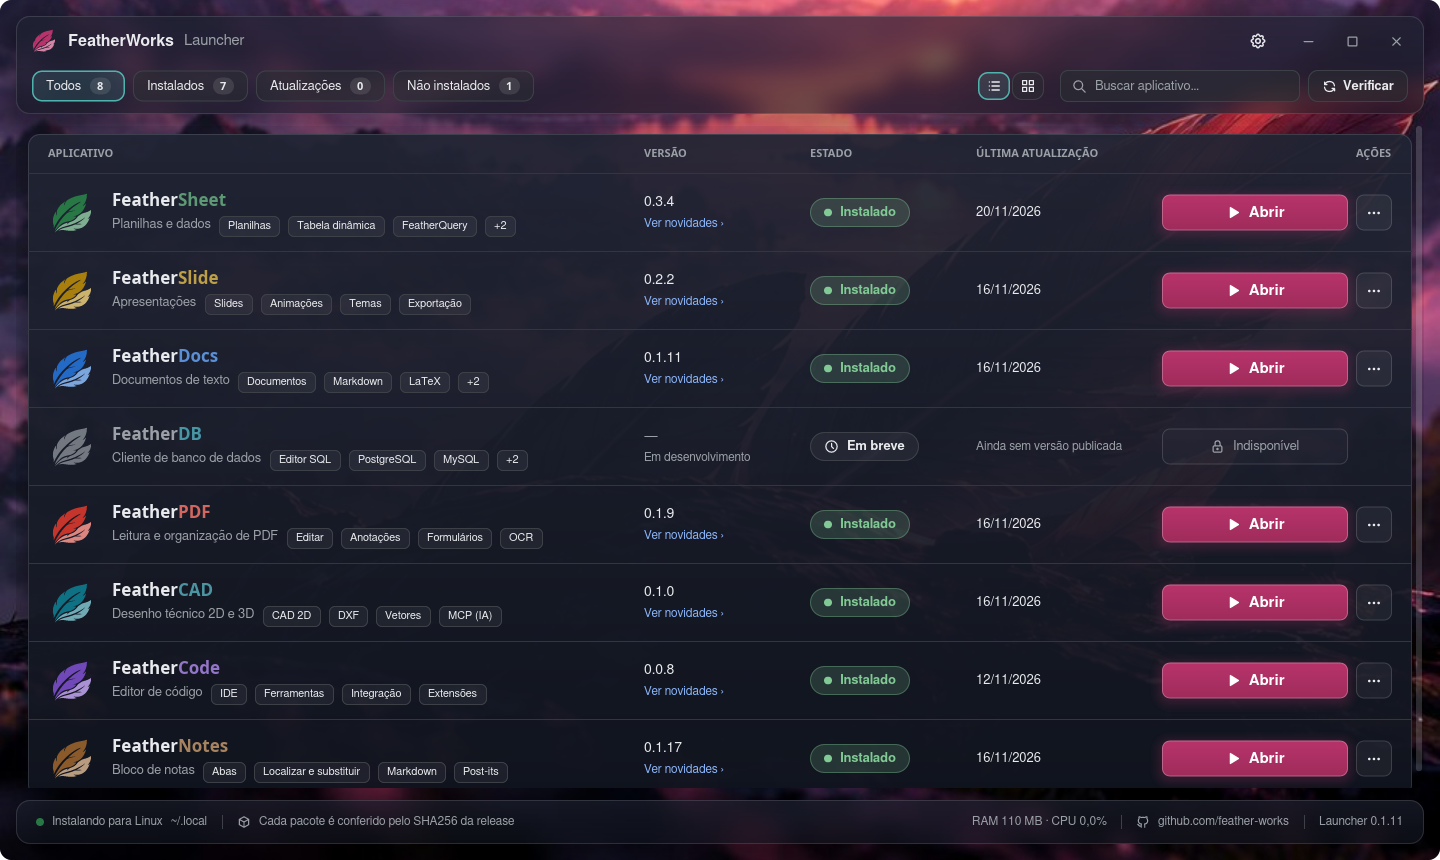 FeatherWorks Launcher
Todos 8 Instalados 7 Atualizações 0 Não instalados 1 Buscar aplicativo... Verificar
APLICATIVO VERSÃO ESTADO ÚLTIMA ATUALIZAÇÃO AÇÕES
FeatherSheet 0.3.4 Instalado 20/11/2026 Abrir
Planilhas e dados Planilhas Tabela dinâmica FeatherQuery +2 Ver novidades ›
FeatherSlide 0.2.2 Instalado 16/11/2026 Abrir
Apresentações Slides Animações Temas Exportação Ver novidades ›
FeatherDocs 0.1.11 Instalado 16/11/2026 Abrir
Documentos de texto Documentos Markdown LaTeX +2 Ver novidades ›
FeatherDB — Em breve Ainda sem versão publicada Indisponível
Cliente de banco de dados Editor SQL PostgreSQL MySQL +2 Em desenvolvimento
FeatherPDF 0.1.9 Instalado 16/11/2026 Abrir
Leitura e organização de PDF Editar Anotações Formulários OCR Ver novidades ›
FeatherCAD 0.1.0 Instalado 16/11/2026 Abrir
Desenho técnico 2D e 3D CAD 2D DXF Vetores MCP (IA) Ver novidades ›
FeatherCode 0.0.8 Instalado 12/11/2026 Abrir
Editor de código IDE Ferramentas Integração Extensões Ver novidades ›
FeatherNotes 0.1.17 Instalado 16/11/2026 Abrir
Bloco de notas Abas Localizar e substituir Markdown Post-its Ver novidades ›
Instalando para Linux ~/.local Cada pacote é conferido pelo SHA256 da release RAM 110 MB · CPU 0,0% github.com/feather-works Launcher 0.1.11